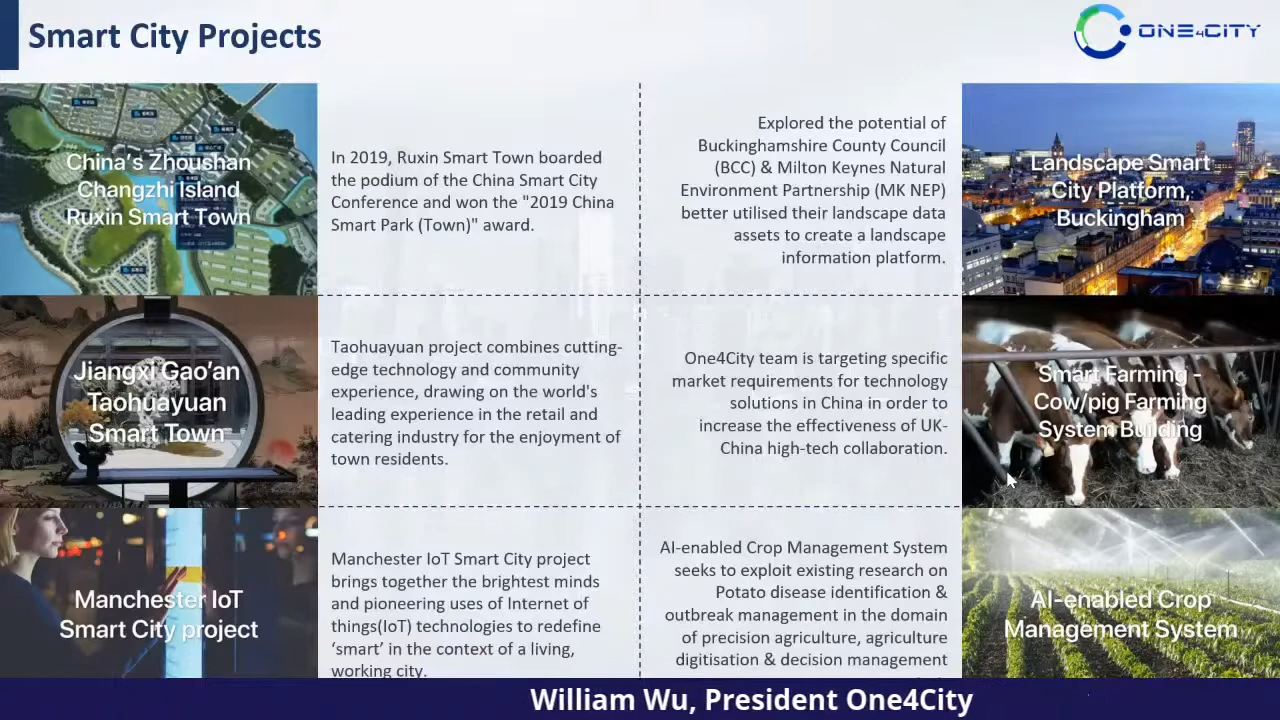 Smart City Projects
ONE4CITY
China's Zhoushan
Changzhi Island
Ruxin Smart Town
In 2019, Ruxin Smart Town boarded
the podium of the China Smart City
Conference and won the "2019 China
Smart Park (Town)" award.
Explored the potential of
Buckinghamshire County Council
(BCC) & Milton Keynes Natural
Environment Partnership (MK NEP)
better utilised their landscape data
assets to create a landscape
information platform.
Landscape Smart
City Platform,
Buckingham
Jiangxi Gao'an
Taohuayuan
Smart Town
Taohuayuan project combines cutting-
edge technology and community
experience, drawing on the world's
leading experience in the retail and
catering industry for the enjoyment of
town residents.
One4City team is targeting specific
market requirements for technology
solutions in China in order to
increase the effectiveness of UK-
China high-tech collaboration.
Smart Farming -
Cow/pig Farming
System Building
Manchester IoT
Smart City project
Manchester IoT Smart City project
brings together the brightest minds
and pioneering uses of Internet of
things(IoT) technologies to redefine
‘smart’ in the context of a living,
working city.
AI-enabled Crop Management System
seeks to exploit existing research on
Potato disease identification &
outbreak management in the domain
of precision agriculture, agriculture
digitisation & decision management
AI-enabled Crop
Management System
William Wu, President One4City